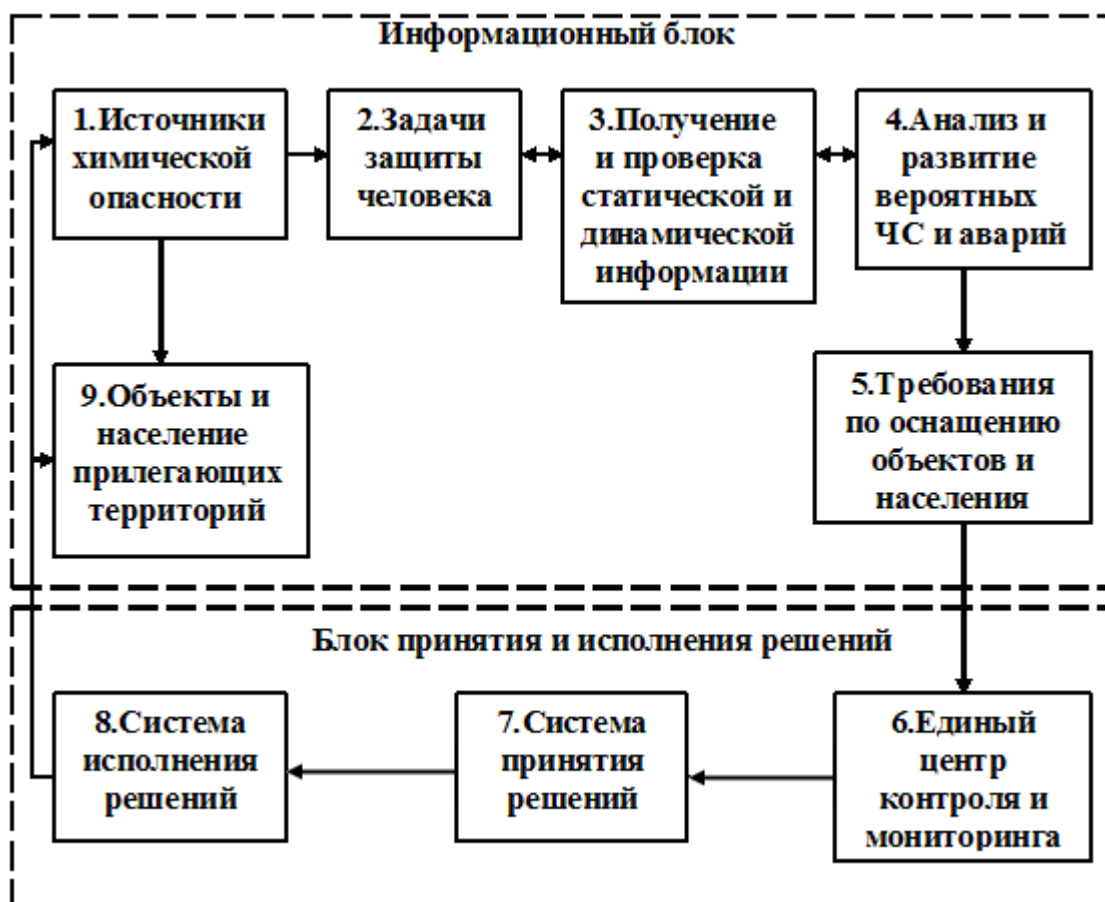 Информационный блок
1.Источники
химической
опасности
2.Задачи
защиты
человека
3.Получение
и проверка
статической и
динамической
информации
4.Анализ и
развитие
вероятных
ЧС и аварий
9.Объекты и
население
прилегающих
территорий
5.Требования
по оснащению
объектов и
населения
Блок принятия и исполнения решений
8.Система
исполнения
решений
7.Система
принятия
решений
6.Единый
центр
контроля и
мониторинга